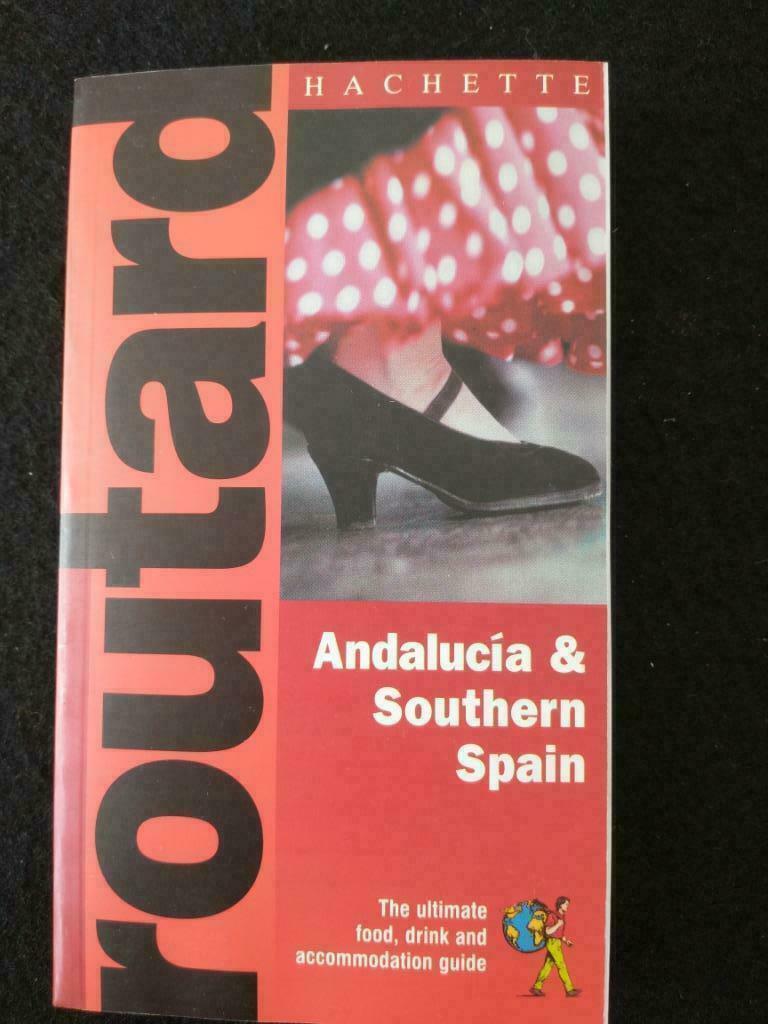 HACHETTE
routard
Andalucía &
Southern
Spain
The ultimate
food, drink and
accommodation guide